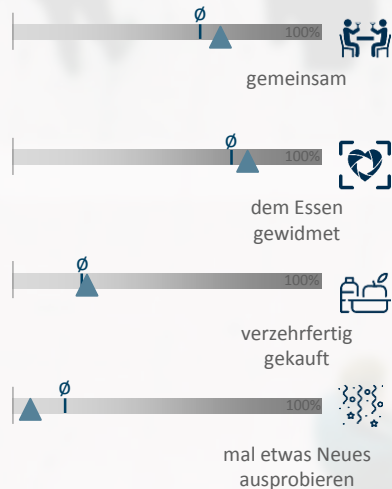 Ø
100%
gemeinsam
Ø
100%
dem Essen
gewidmet
Ø
100%
verzehrfertig
gekauft
Ø
100%
mal etwas Neues
ausprobieren